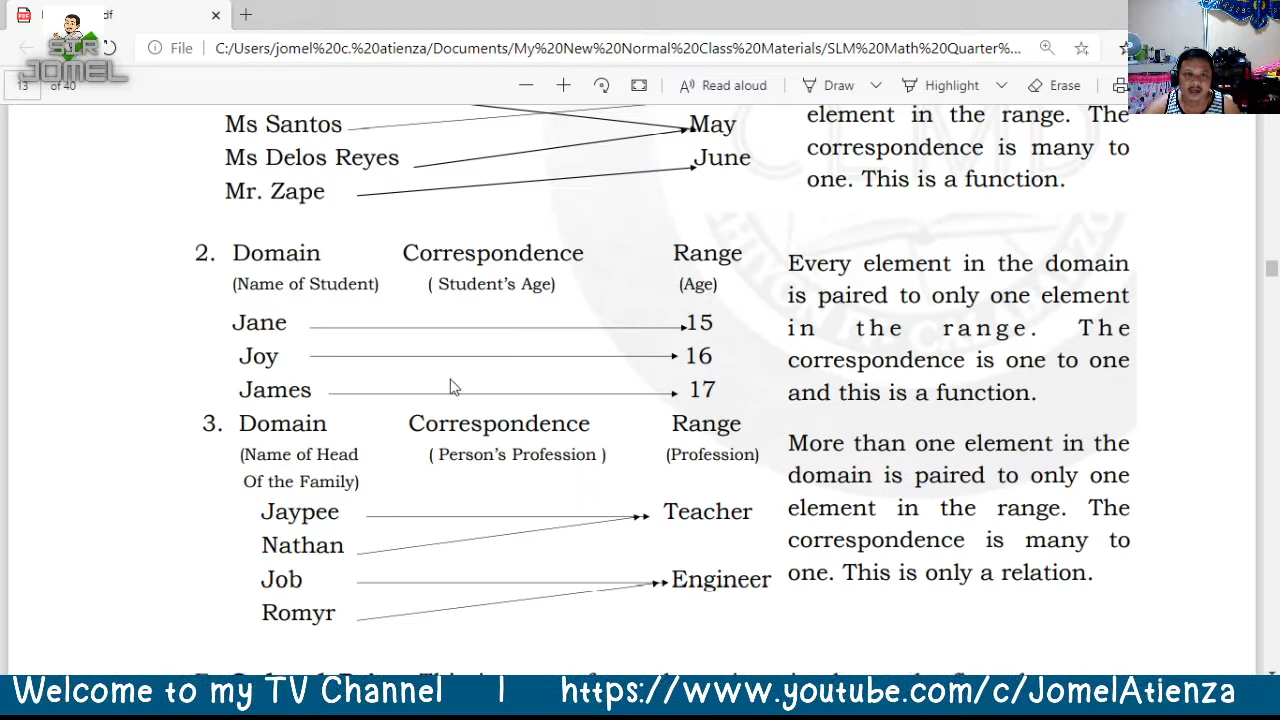 df
SIR
JOMEL
File
C:/Users/jomel%20c.%20atienza/Documents/My%20New%20Normal%20Class%20Materials/SLM%20Math%20Quarter%...
13 of 40
Read aloud
Draw
Highlight
Erase
Ms Santos
May
Ms Delos Reyes
June
Mr. Zape
element in the range. The
correspondence is many to
one. This is a function.
2. Domain Correspondence Range
(Name of Student) ( Student's Age) (Age)
Jane 15
Joy 16
James 17
Every element in the domain
is paired to only one element
in the range. The
correspondence is one to one
and this is a function.
3. Domain Correspondence Range
(Name of Head ( Person's Profession ) (Profession)
Of the Family)
Jaypee Teacher
Nathan
Job Engineer
Romyr
More than one element in the
domain is paired to only one
element in the range. The
correspondence is many to
one. This is only a relation.
Welcome to my TV Channel | https://www.youtube.com/c/JomelAtienza